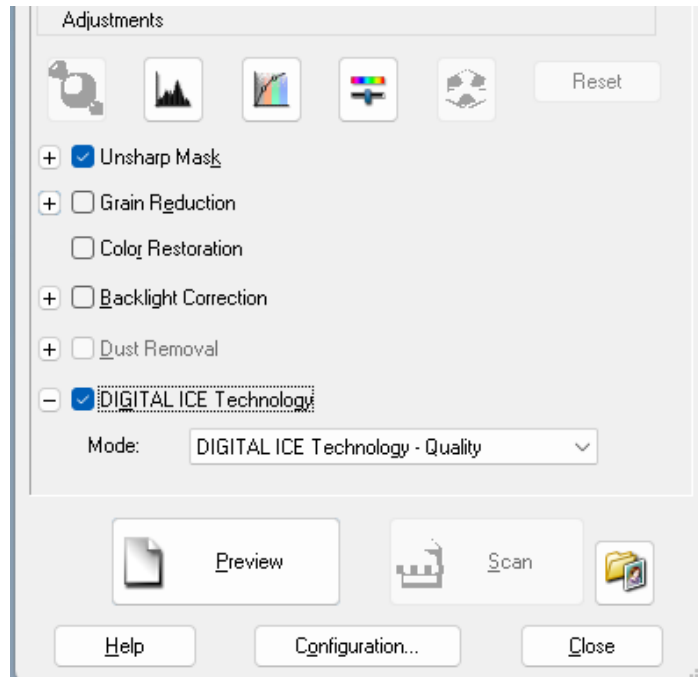 Adjustments
Reset
Unsharp Mask
Grain Reduction
Color Restoration
Backlight Correction
Dust Removal
DIGITAL ICE Technology
Mode: DIGITAL ICE Technology - Quality
Preview Scan
Help Configuration... Close